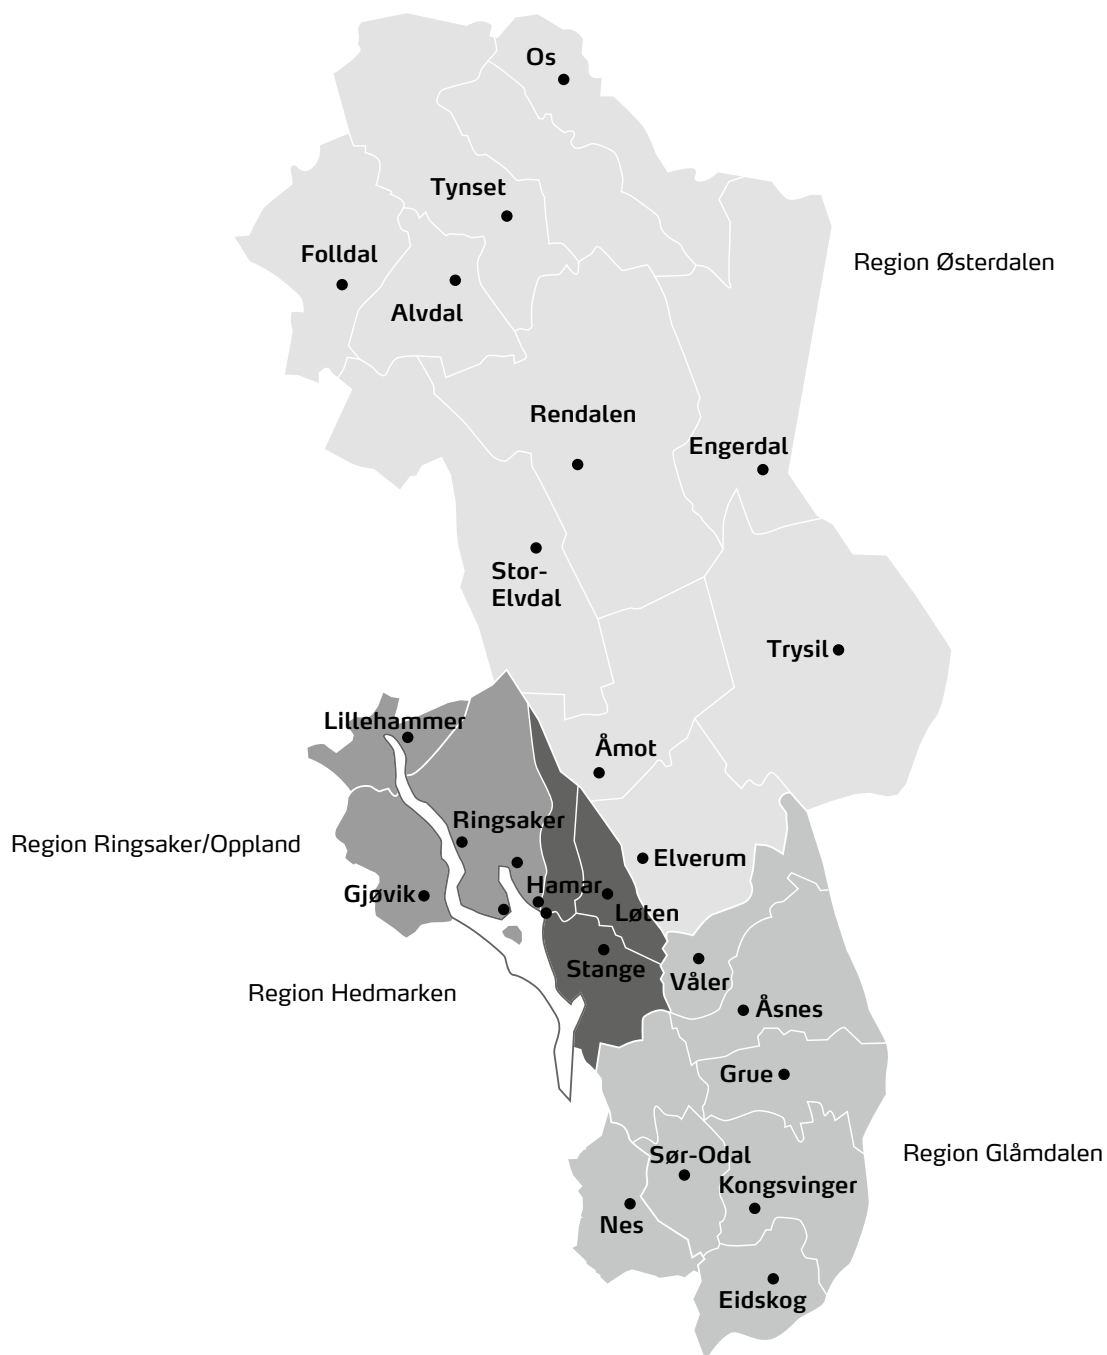 Os
Tynset
Folldal
Region Østerdalen
Alvdal
Rendalen
Engerdal
Stor-
Elvdal
Trysil
Lillehammer
Åmot
Ringsaker
Region Ringsaker/Oppland
Elverum
Hamar
Gjøvik
Løten
Stange
Våler
Region Hedmarken
Åsnes
Grue
Sør-Odal
Region Glåmdalen
Kongsvinger
Nes
Eidskog